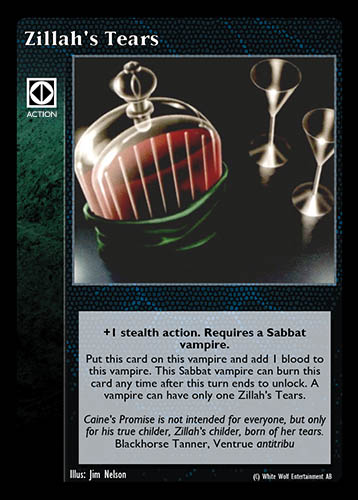 Zillah's Tears
ACTION
+1 stealth action. Requires a Sabbat
vampire.
Put this card on this vampire and add 1 blood to
this vampire. This Sabbat vampire can burn this
card any time after this turn ends to unlock. A
vampire can have only one Zillah's Tears.
Caine's Promise is not intended for everyone, but only
for his true childer, Zillah's childer, born of her tears.
Blackhorse Tanner, Ventrue antitribu
Illus: Jim Nelson
(C) White Wolf Entertainment AB